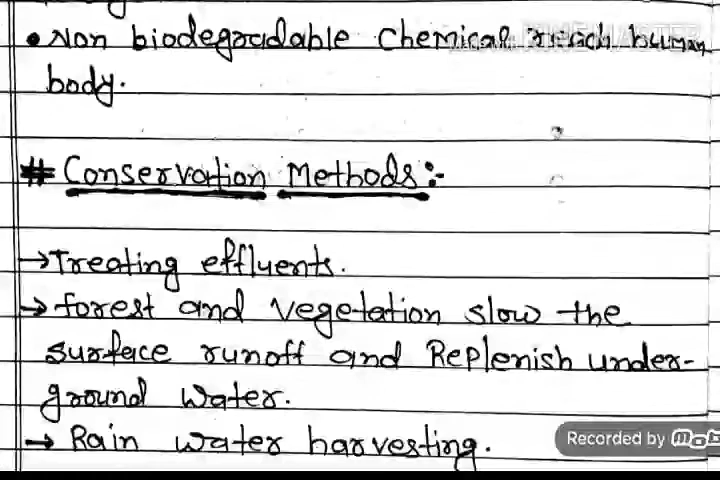 • Non biodegradable chemical reach human
body.
# Conservation Methods:-
→ Treating effluents.
→ forest and vegetation slow the
surface runoff and Replenish under-
ground water.
→ Rain water harvesting.
Recorded by